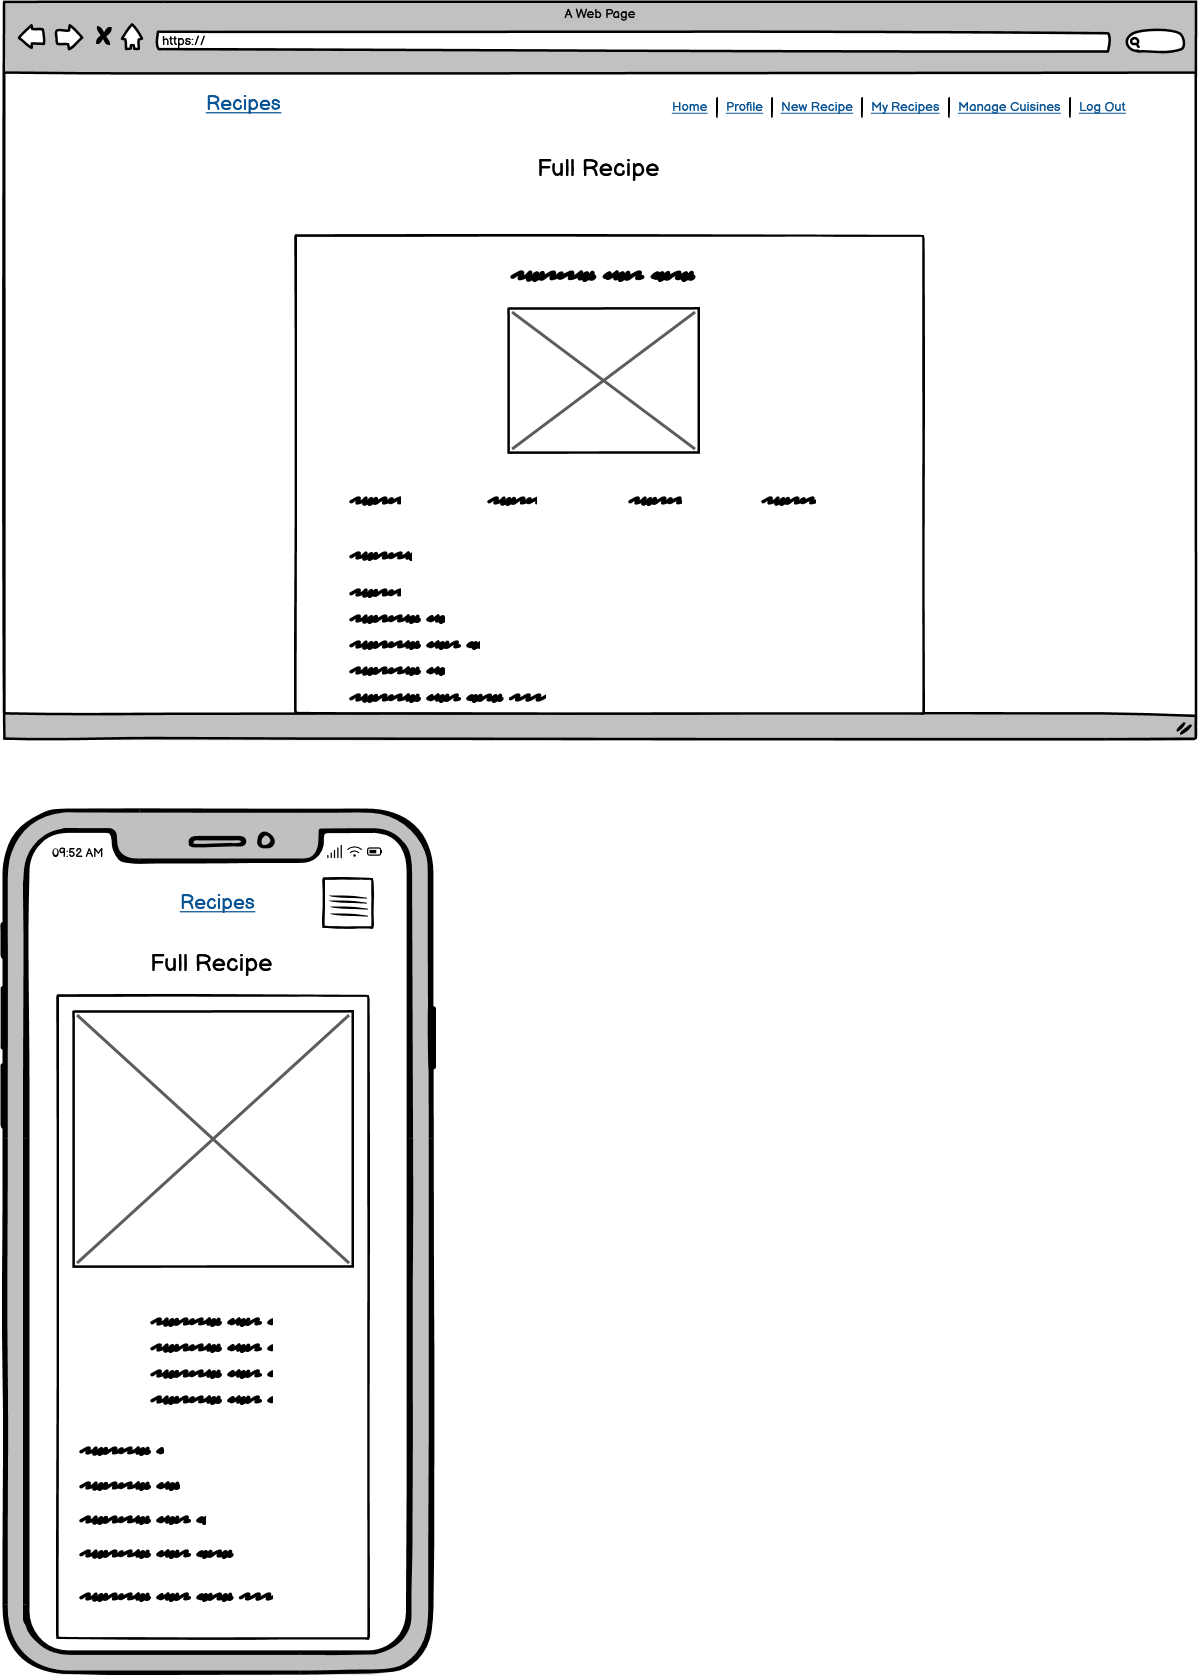 A Web Page
https://
Recipes
Home Profile New Recipe My Recipes Manage Cuisines Log Out
Full Recipe
09:52 AM
Recipes
Full Recipe